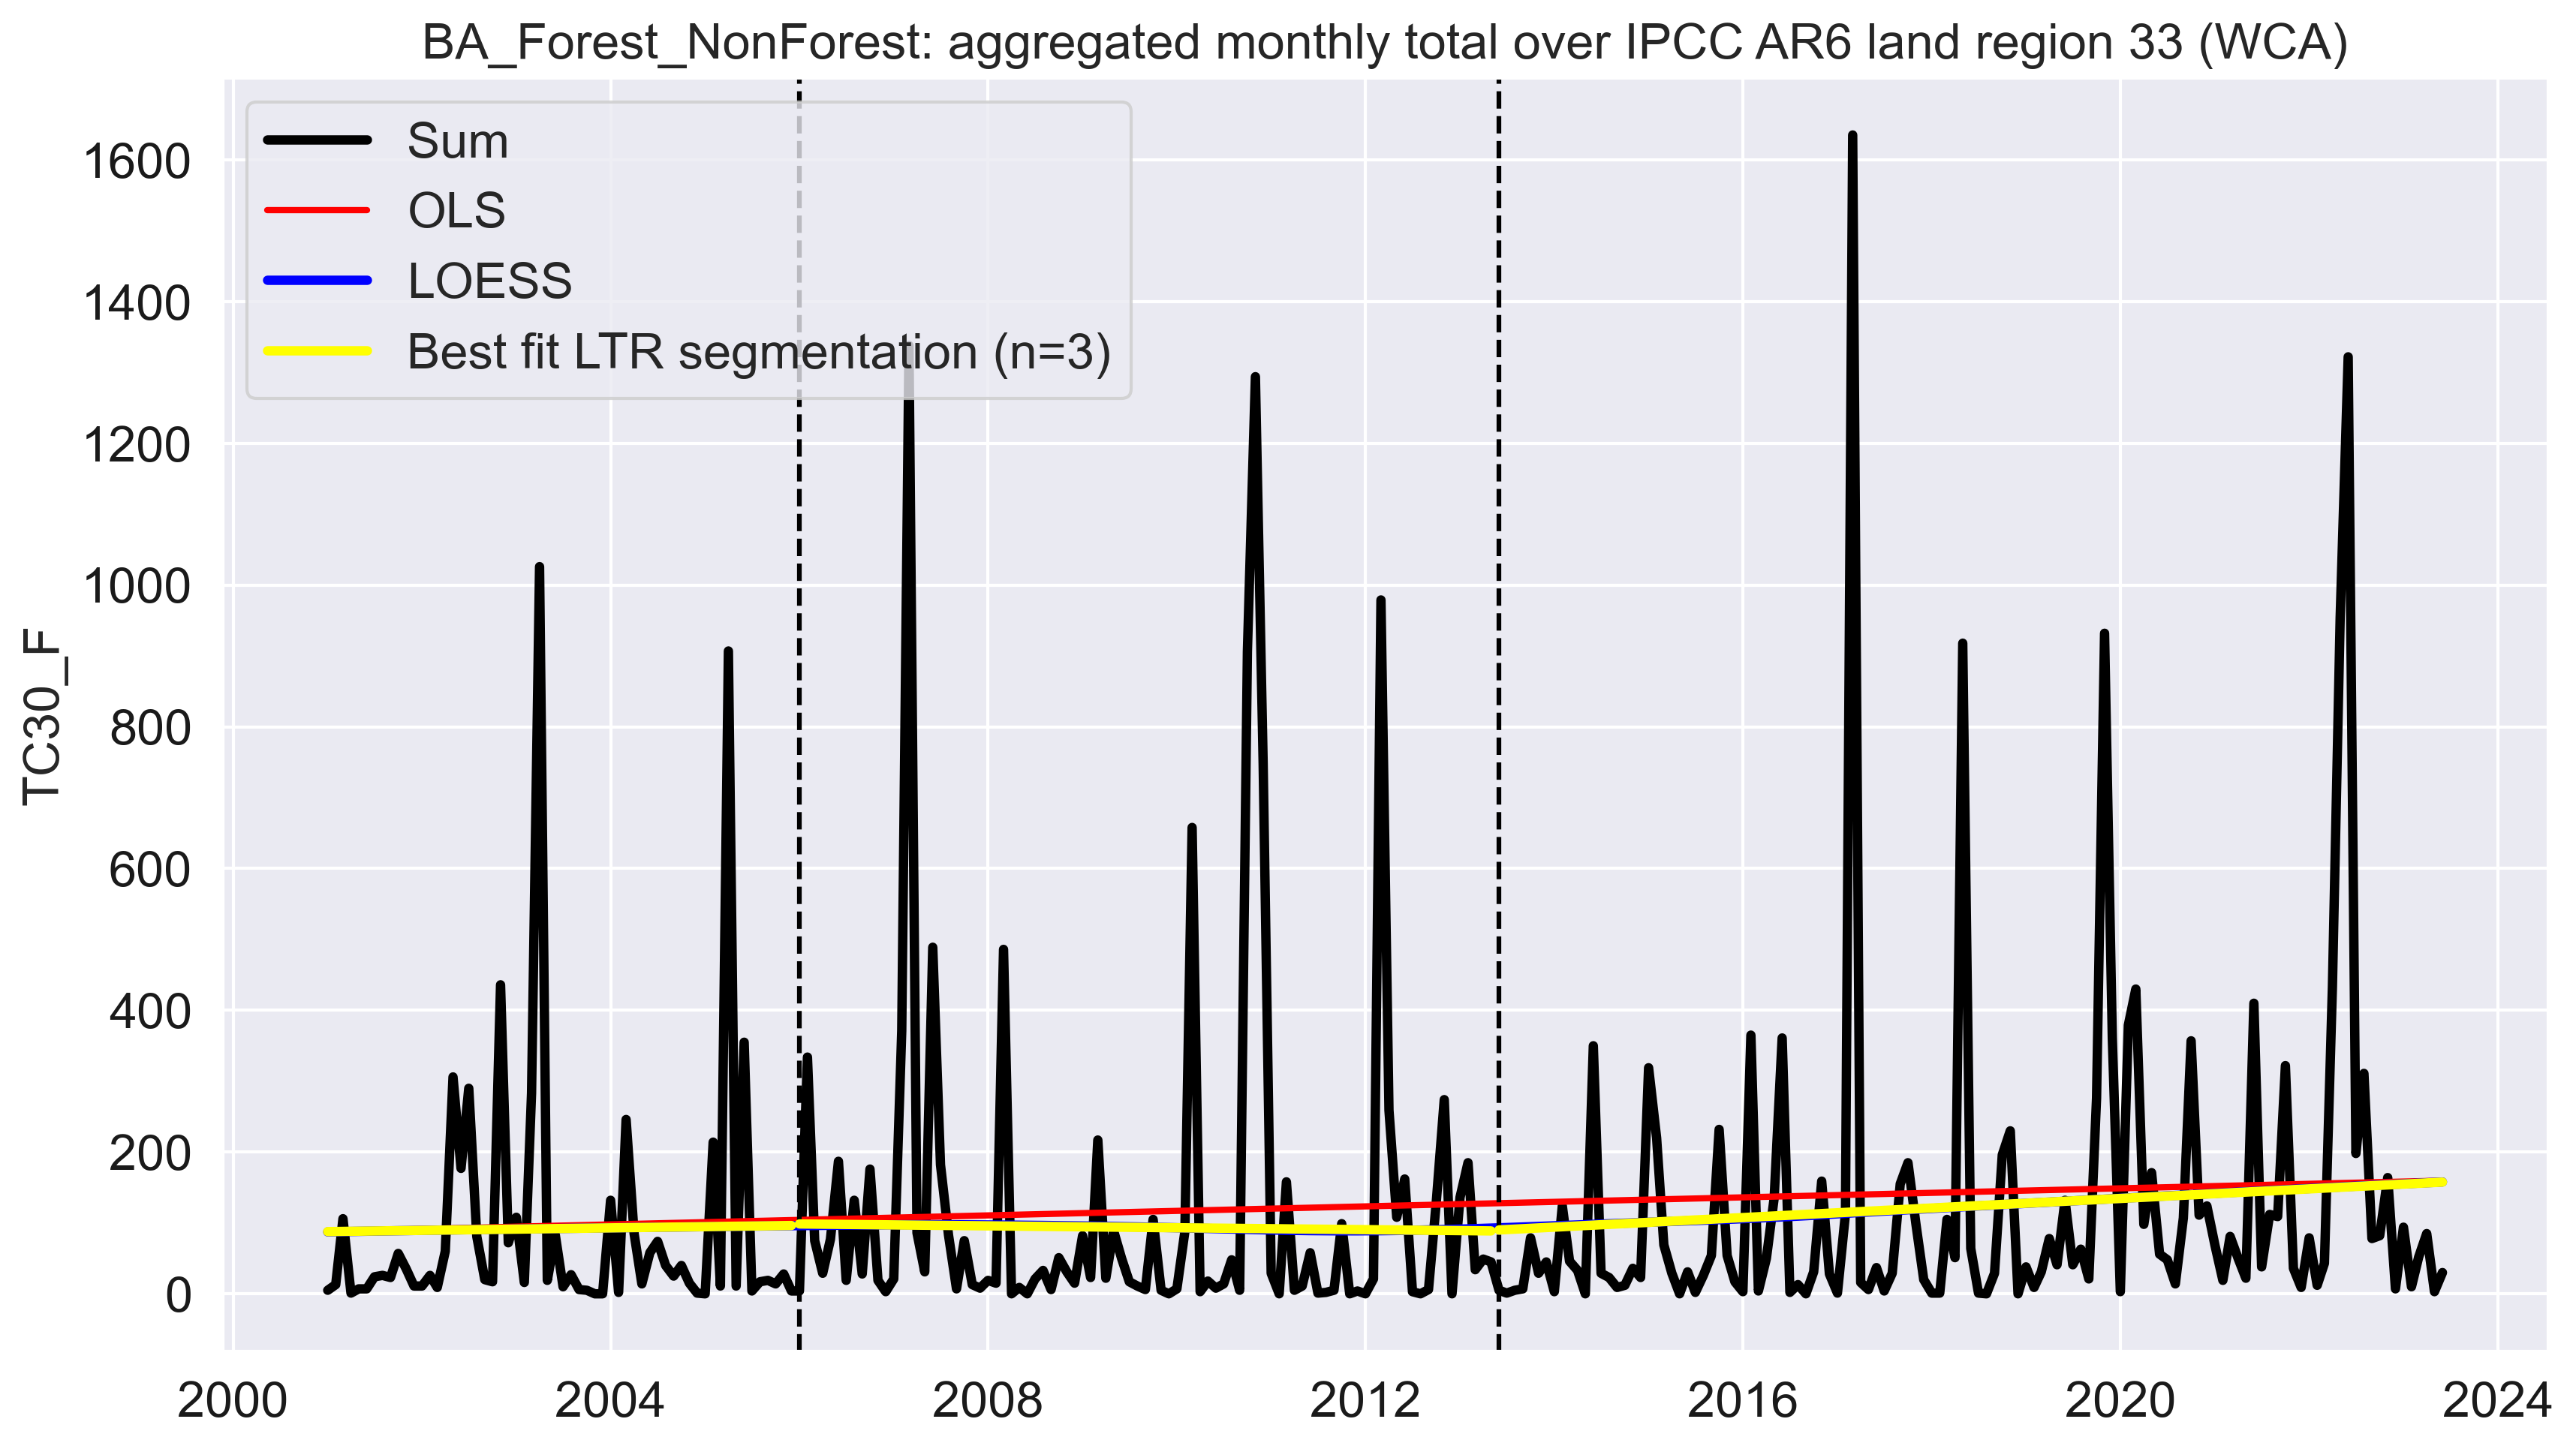 BA_Forest_NonForest: aggregated monthly total over IPCC AR6 land region 33 (WCA)
Sum
OLS
LOESS
Best fit LTR segmentation (n=3)
TC30_F
1600
1400
1200
1000
800
600
400
200
0
2000 2004 2008 2012 2016 2020 2024